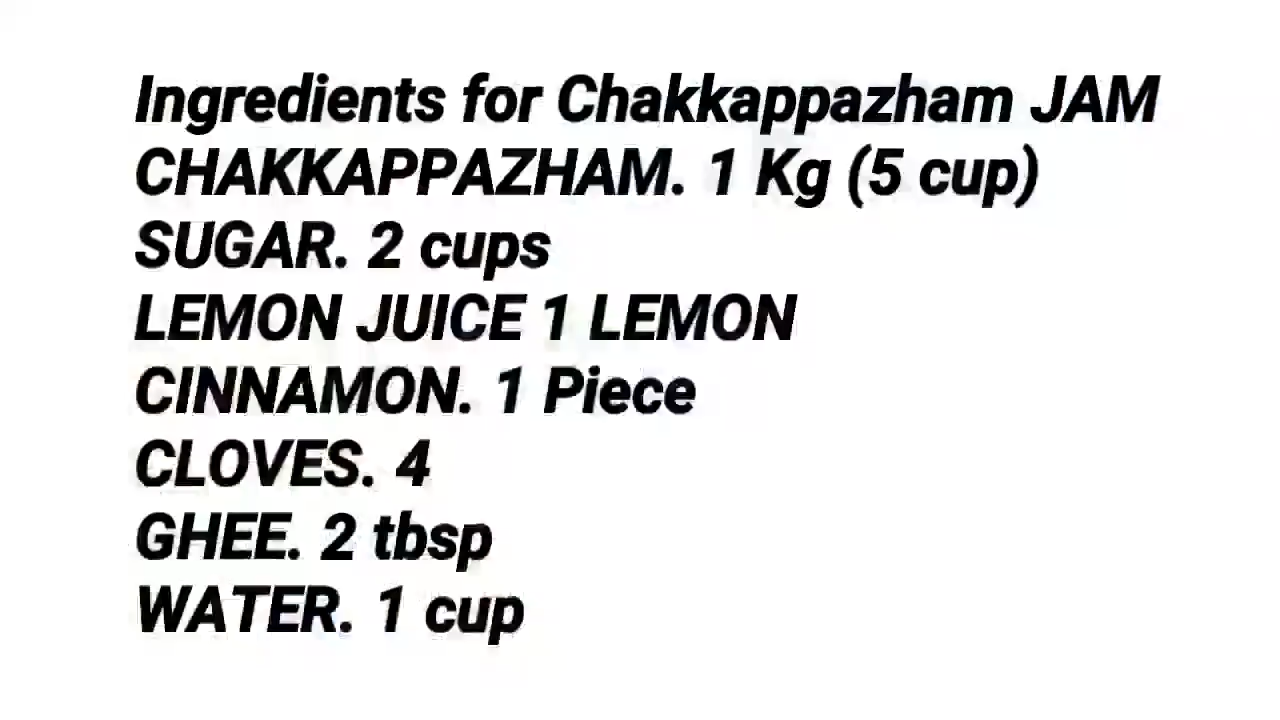 Ingredients for Chakkappazham JAM
CHAKKAPPAZHAM. 1 Kg (5 cup)
SUGAR. 2 cups
LEMON JUICE 1 LEMON
CINNAMON. 1 Piece
CLOVES. 4
GHEE. 2 tbsp
WATER. 1 cup